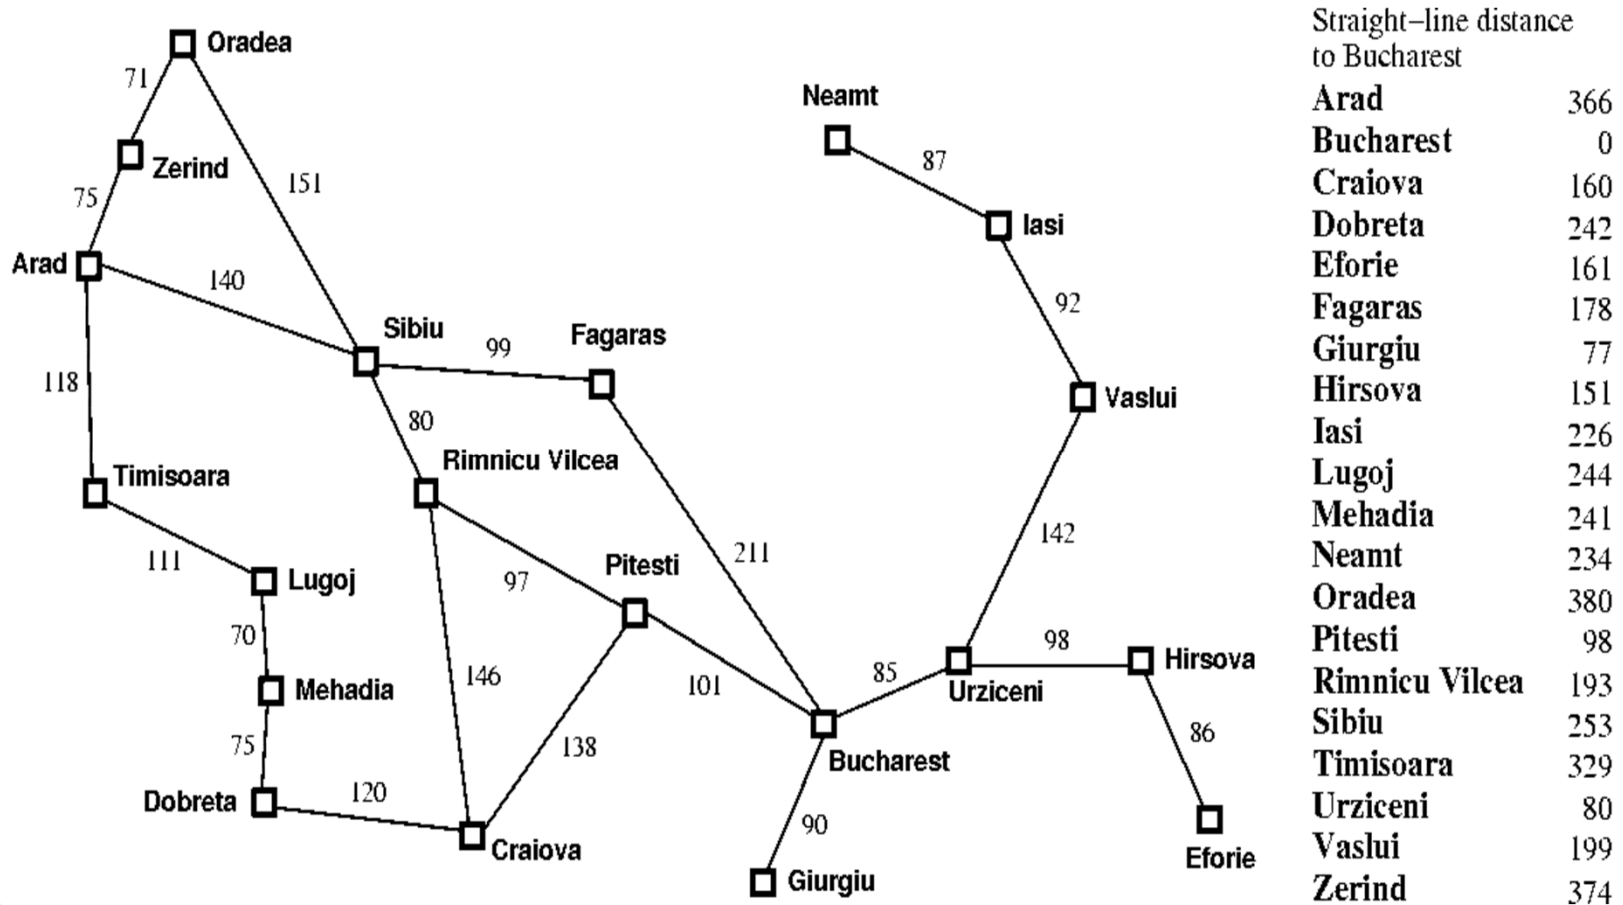 Oradea
71
Neamt
87
Zerind
151
75
Iasi
Arad
140
92
Sibiu
Fagaras
99
118
Vaslui
80
Rimnicu Vilcea
Timisoara
142
211
111
Lugoj
97
Pitesti
70
98
Hirsova
146
101
85
Urziceni
Mehadia
86
75
138
Bucharest
120
Dobreta
90
Craiova
Eforie
Giurgiu
Straight–line distance
to Bucharest
Arad 366
Bucharest 0
Craiova 160
Dobreta 242
Eforie 161
Fagaras 178
Giurgiu 77
Hirsova 151
Iasi 226
Lugoj 244
Mehadia 241
Neamt 234
Oradea 380
Pitesti 98
Rimnicu Vilcea 193
Sibiu 253
Timisoara 329
Urziceni 80
Vaslui 199
Zerind 374